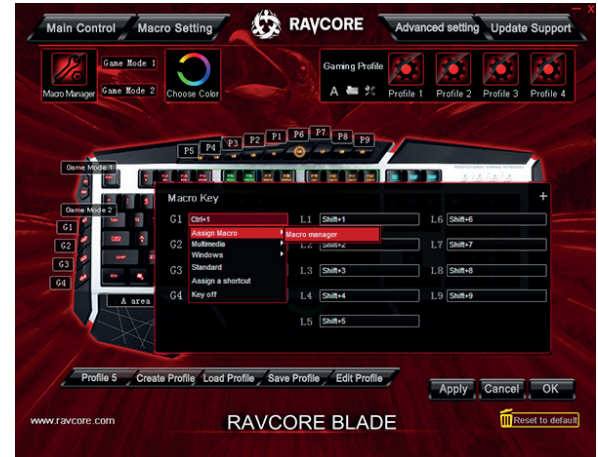 Main Control
Macro Setting
RAVCORE
Advanced setting
Update Support
Macro Manager
Game Mode 1
Game Mode 2
Choose Color
Gaming Profile
A
Profile 1
Profile 2
Profile 3
Profile 4
P5
P4
P3
P2
P1
P6
P7
P8
P9
Game Mode 1
Game Mode 2
G1
G2
G3
G4
A area
Macro Key
+
G1 Ctrl+1
L1 Shift+1
L6 Shift+6
Assign Macro
Macro manager
G2
Multimedia
L2 Shift+2
L7 Shift+7
Windows
G3
Standard
L3 Shift+3
L8 Shift+8
Assign a shortcut
G4
Key off
L4 Shift+4
L9 Shift+9
L5 Shift+5
Profile 5
Create Profile
Load Profile
Save Profile
Edit Profile
Apply
Cancel
OK
www.ravcore.com
RAVCORE BLADE
Reset to default